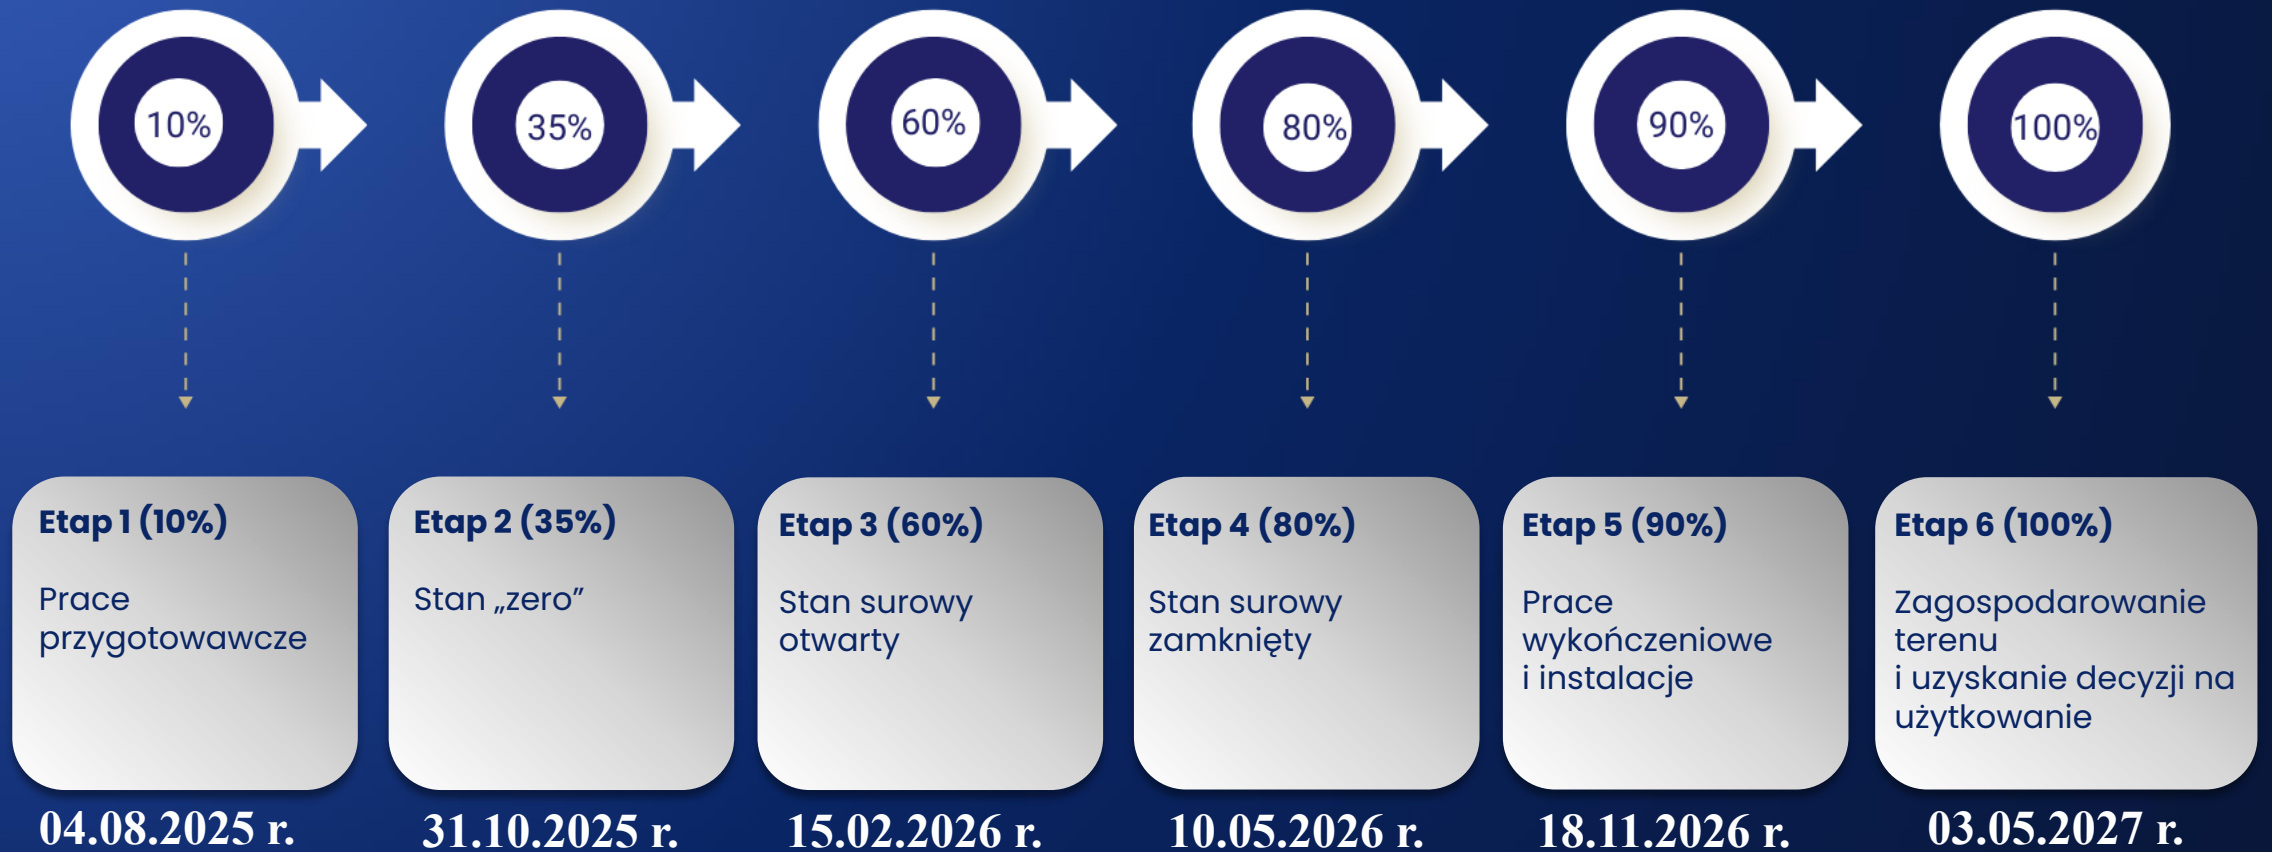 10%
35%
60%
80%
90%
100%
Etap 1 (10%)
Prace
przygotowawcze
04.08.2025 r.
Etap 2 (35%)
Stan „zero”
31.10.2025 r.
Etap 3 (60%)
Stan surowy
otwarty
15.02.2026 r.
Etap 4 (80%)
Stan surowy
zamknięty
10.05.2026 r.
Etap 5 (90%)
Prace
wykończeniowe
i instalacje
18.11.2026 r.
Etap 6 (100%)
Zagospodarowanie
terenu
i uzyskanie decyzji na
użytkowanie
03.05.2027 r.